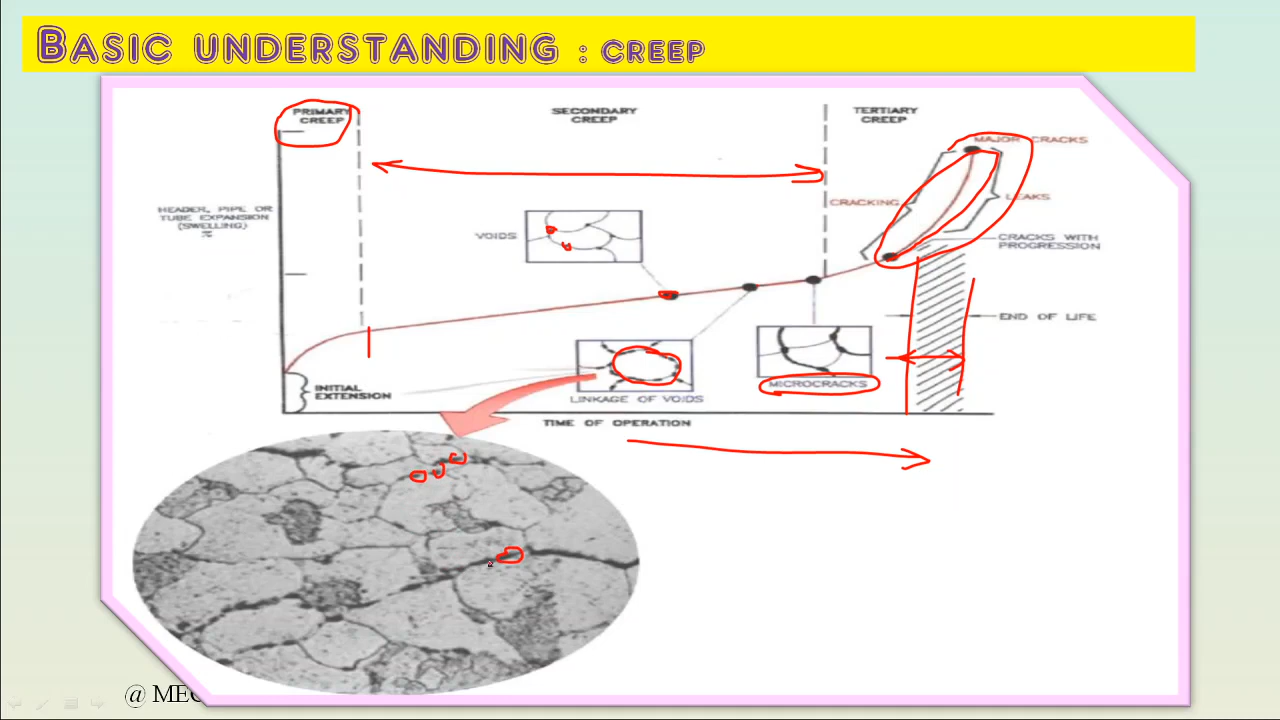 BASIC UNDERSTANDING : CREEP
PRIMARY
CREEP
SECONDARY
CREEP
TERTIARY
CREEP
MAJOR CRACKS
HEADER, PIPE OR
TUBE EXPANSION
(SWELLING)
%
VOIDS
CRACKING
LEAKS
CRACKS WITH
PROGRESSION
END OF LIFE
INITIAL
EXTENSION
LINKAGE OF VOIDS
MICROCRACKS
TIME OF OPERATION